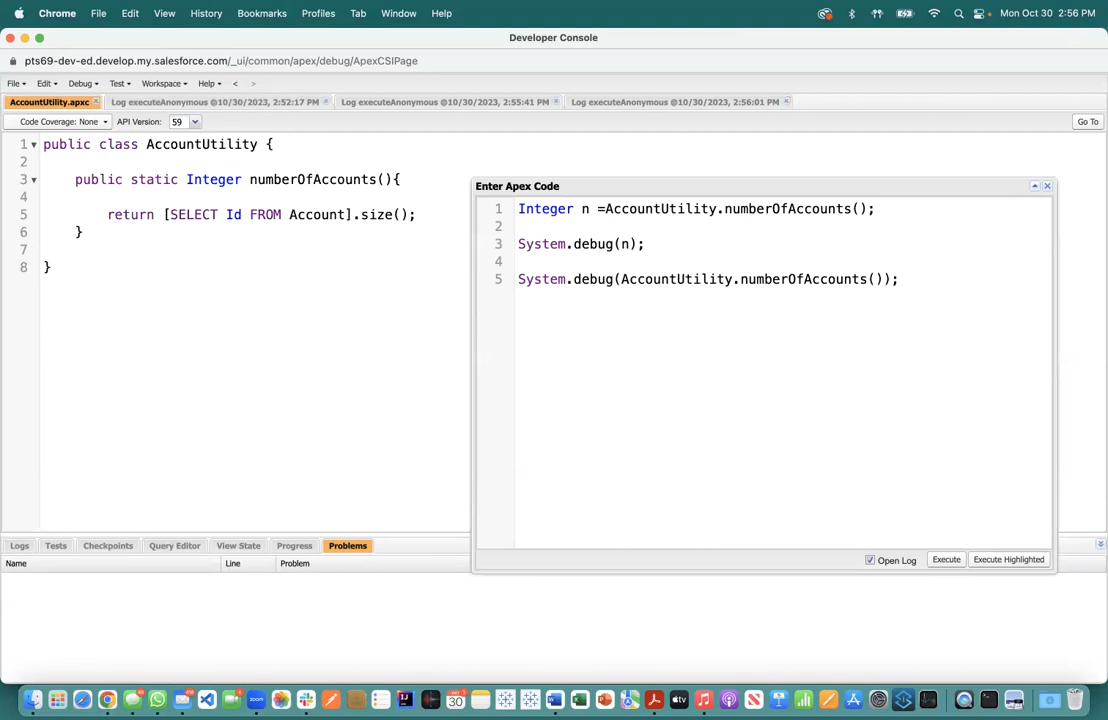 Chrome File Edit View History Bookmarks Profiles Tab Window Help Mon Oct 30 2:56 PM
Developer Console
pts69-dev-ed.develop.my.salesforce.com/_ui/common/apex/debug/ApexCSIPage
File Edit Debug Test Workspace Help < >
AccountUtility.apxc Log executeAnonymous @10/30/2023, 2:52:17 PM Log executeAnonymous @10/30/2023, 2:55:41 PM Log executeAnonymous @10/30/2023, 2:56:01 PM
Code Coverage: None API Version: 59 Go To
1 public class AccountUtility {
2
3 public static Integer numberOfAccounts(){
4
5 return [SELECT Id FROM Account].size();
6 }
7
8 }
Enter Apex Code
1 Integer n =AccountUtility.numberOfAccounts();
2
3 System.debug(n);
4
5 System.debug(AccountUtility.numberOfAccounts());
Open Log Execute Execute Highlighted
Logs Tests Checkpoints Query Editor View State Progress Problems
Name Line Problem